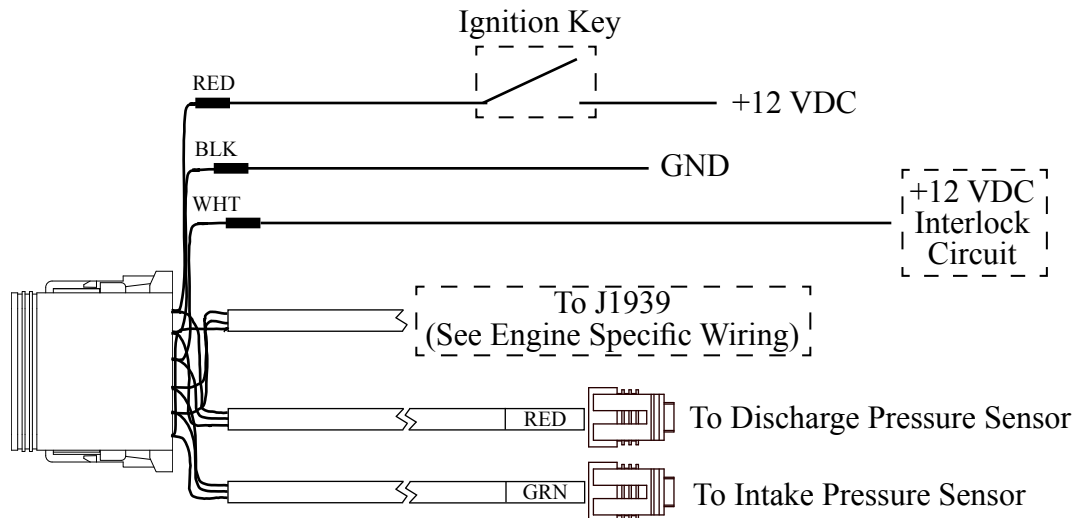 Ignition Key
RED
+12 VDC
BLK
GND
WHT
+12 VDC
Interlock
Circuit
To J1939
(See Engine Specific Wiring)
RED
To Discharge Pressure Sensor
GRN
To Intake Pressure Sensor